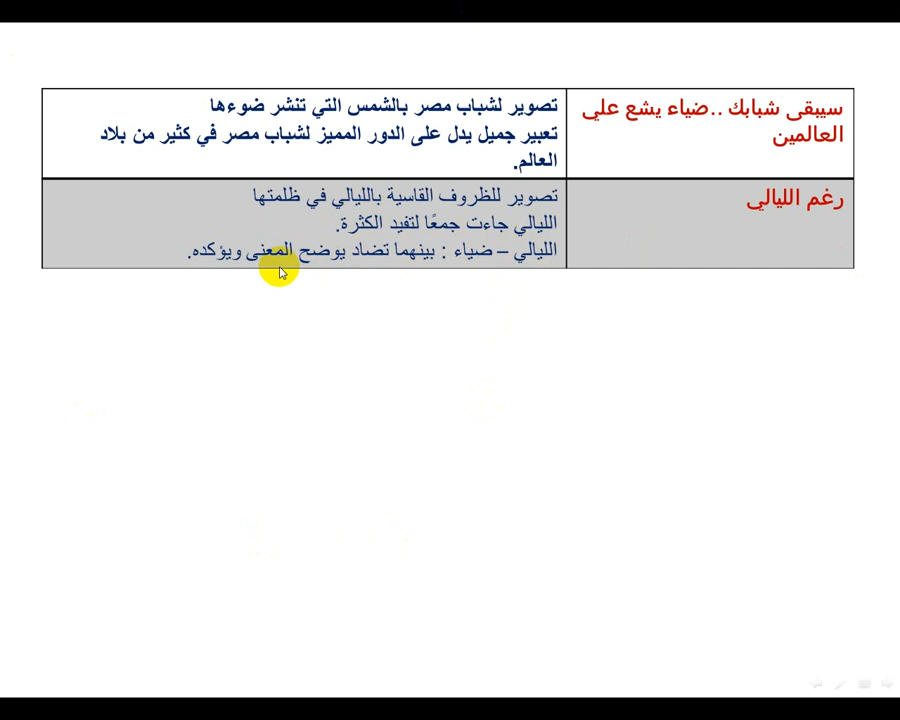 سيبقى شبابك ..ضياء يشع علي
العالمين
تصوير لشباب مصر بالشمس التي تنشر ضوءها
تعبير جميل يدل على الدور المميز لشباب مصر في كثير من بلاد
العالم.
رغم الليالي
تصوير للظروف القاسية بالليالي في ظلمتها
الليالي جاءت جمعًا لتفيد الكثرة.
الليالي – ضياء : بينهما تضاد يوضح المعنى ويؤكده.